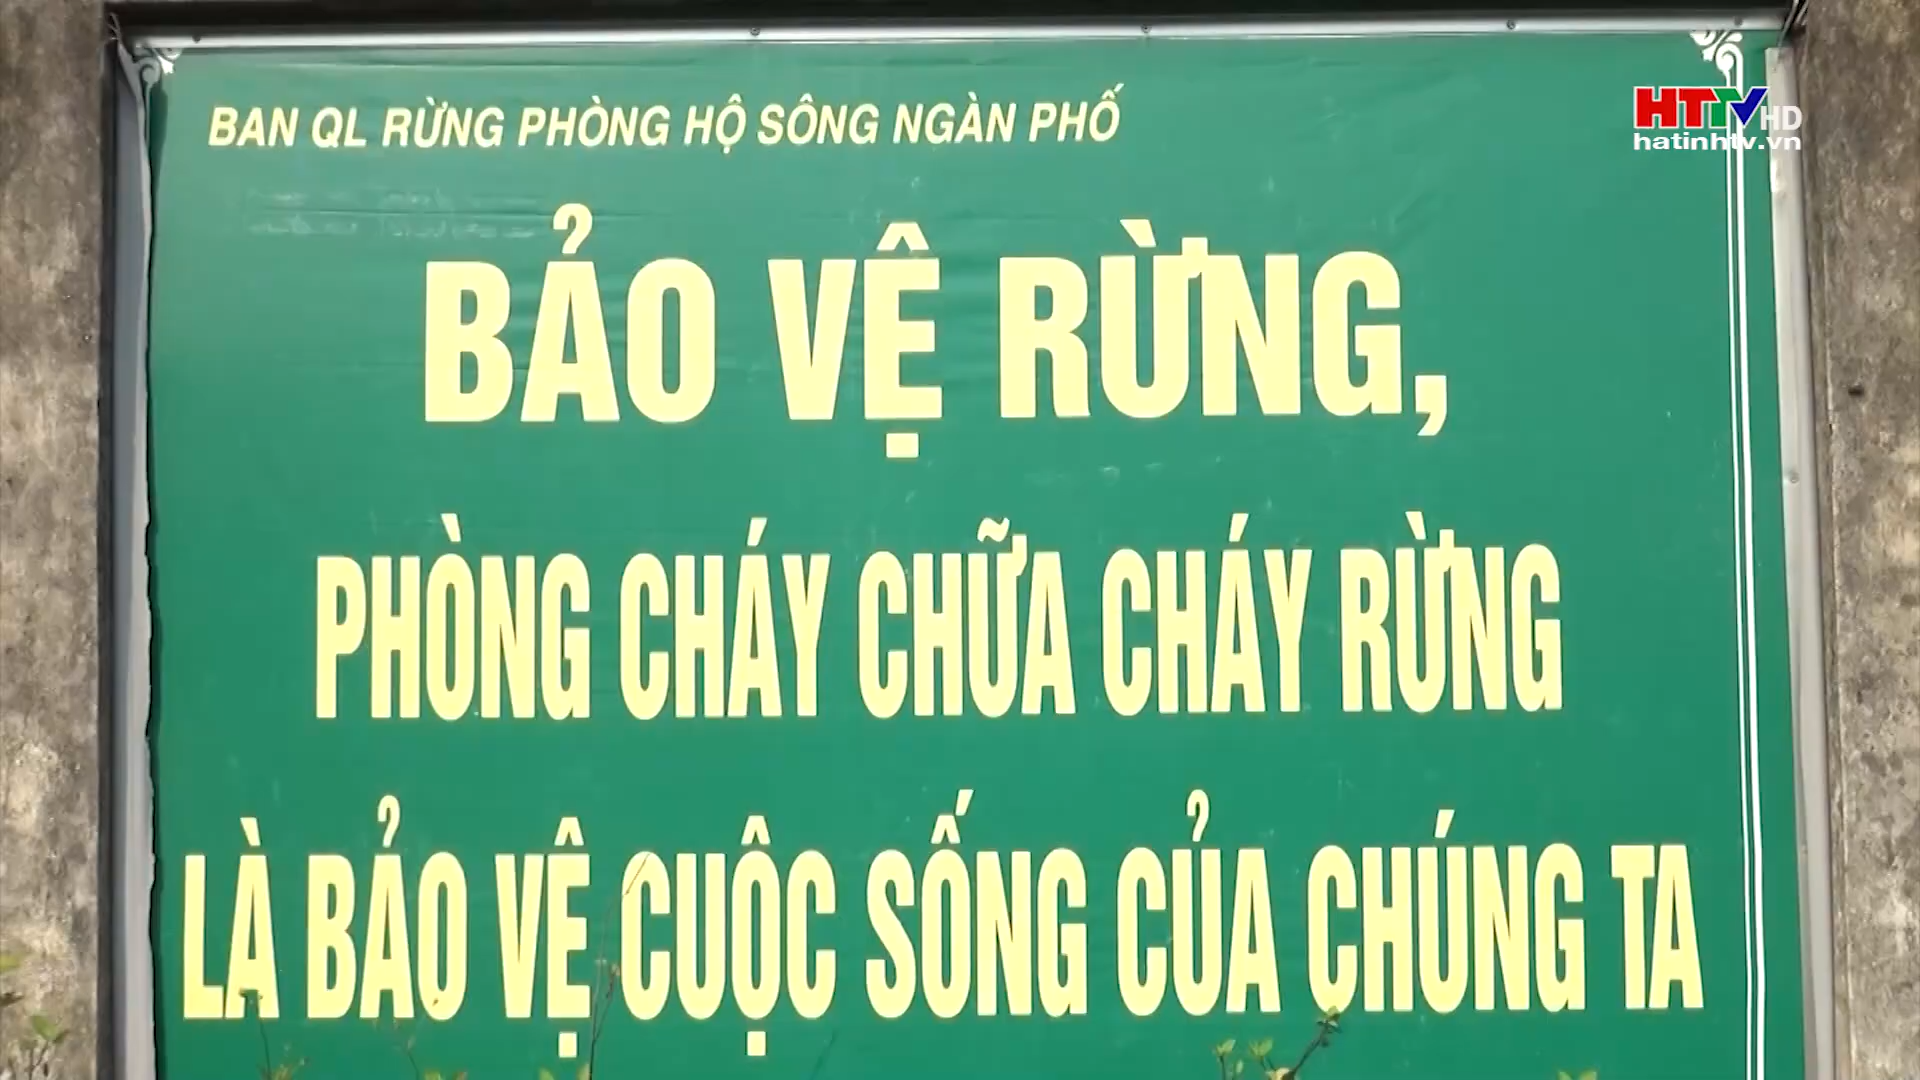 BAN QL RỪNG PHÒNG HỘ SÔNG NGÀN PHỐ
HTTV HD
hatinhtv.vn
BẢO VỆ RỪNG,
PHÒNG CHÁY CHỮA CHÁY RỪNG
LÀ BẢO VỆ CUỘC SỐNG CỦA CHÚNG TA